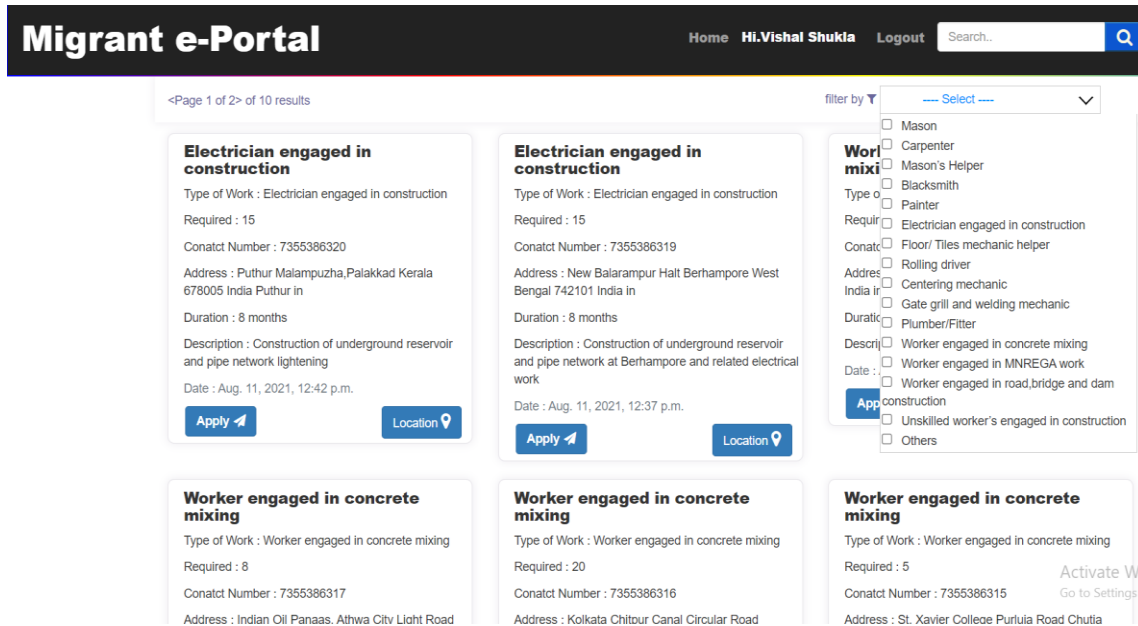 Migrant e-Portal
Home Hi.Vishal Shukla Logout Search..
<Page 1 of 2> of 10 results
filter by ---- Select ----
Mason
Carpenter
Mason's Helper
Blacksmith
Painter
Electrician engaged in construction
Floor/ Tiles mechanic helper
Rolling driver
Centering mechanic
Gate grill and welding mechanic
Plumber/Fitter
Worker engaged in concrete mixing
Worker engaged in MNREGA work
Worker engaged in road,bridge and dam
construction
Unskilled worker's engaged in construction
Others
Electrician engaged in
construction
Type of Work : Electrician engaged in construction
Required : 15
Conatct Number : 7355386320
Address : Puthur Malampuzha,Palakkad Kerala
678005 India Puthur in
Duration : 8 months
Description : Construction of underground reservoir
and pipe network lightening
Date : Aug. 11, 2021, 12:42 p.m.
Apply
Location
Electrician engaged in
construction
Type of Work : Electrician engaged in construction
Required : 15
Conatct Number : 7355386319
Address : New Balarampur Halt Berhampore West
Bengal 742101 India in
Duration : 8 months
Description : Construction of underground reservoir
and pipe network at Berhampore and related electrical
work
Date : Aug. 11, 2021, 12:37 p.m.
Apply
Location
Type
India
Date :
Worker engaged in concrete
mixing
Type of Work : Worker engaged in concrete mixing
Required : 8
Conatct Number : 7355386317
Address : Indian Oil Panaas, Athwa City Light Road
Worker engaged in concrete
mixing
Type of Work : Worker engaged in concrete mixing
Required : 20
Conatct Number : 7355386316
Address : Kolkata Chitpur Canal Circular Road
Worker engaged in concrete
mixing
Type of Work : Worker engaged in concrete mixing
Required : 5
Conatct Number : 7355386315
Address : St. Xavier College Purluia Road Chutia
Activate W
Go to Settings